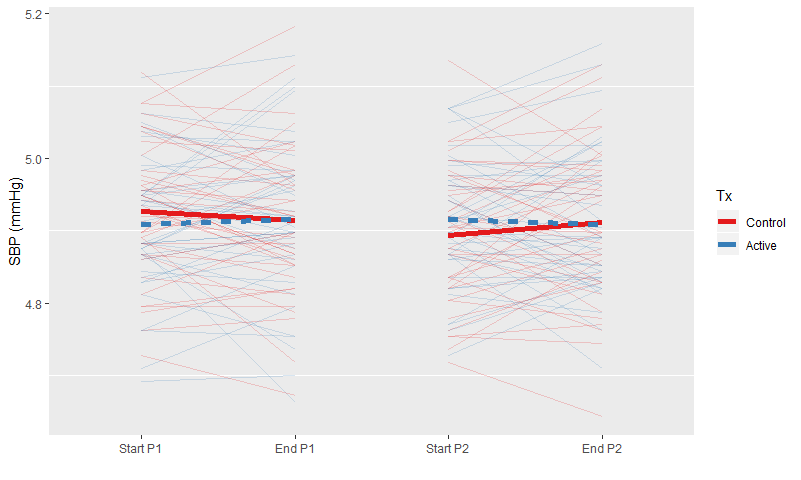 5.2
5.0
4.8
SBP (mmHg)
Start P1
End P1
Start P2
End P2
Tx
Control
Active